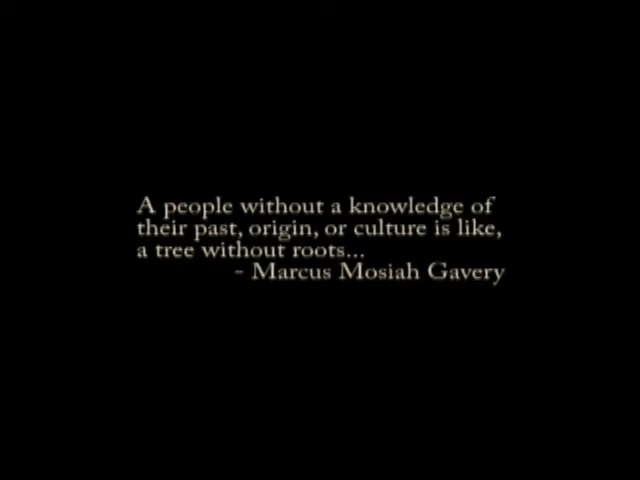 A people without a knowledge of
their past, origin, or culture is like,
a tree without roots...
- Marcus Mosiah Gavery